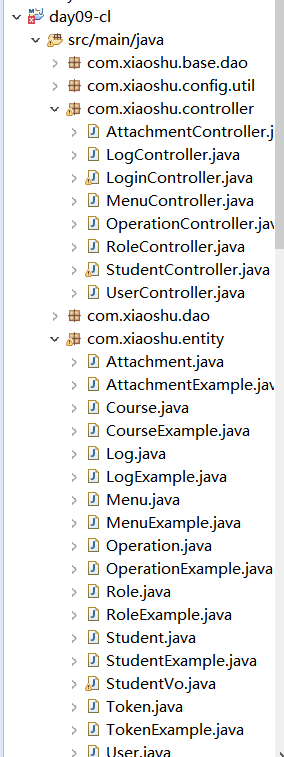 day09-cl
src/main/java
com.xiaoshu.base.dao
com.xiaoshu.config.util
com.xiaoshu.controller
AttachmentController.j
LogController.java
LoginController.java
MenuController.java
OperationController.jav
RoleController.java
StudentController.java
UserController.java
com.xiaoshu.dao
com.xiaoshu.entity
Attachment.java
AttachmentExample.jav
Course.java
CourseExample.java
Log.java
LogExample.java
Menu.java
MenuExample.java
Operation.java
OperationExample.java
Role.java
RoleExample.java
Student.java
StudentExample.java
StudentVo.java
Token.java
TokenExample.java
User.java